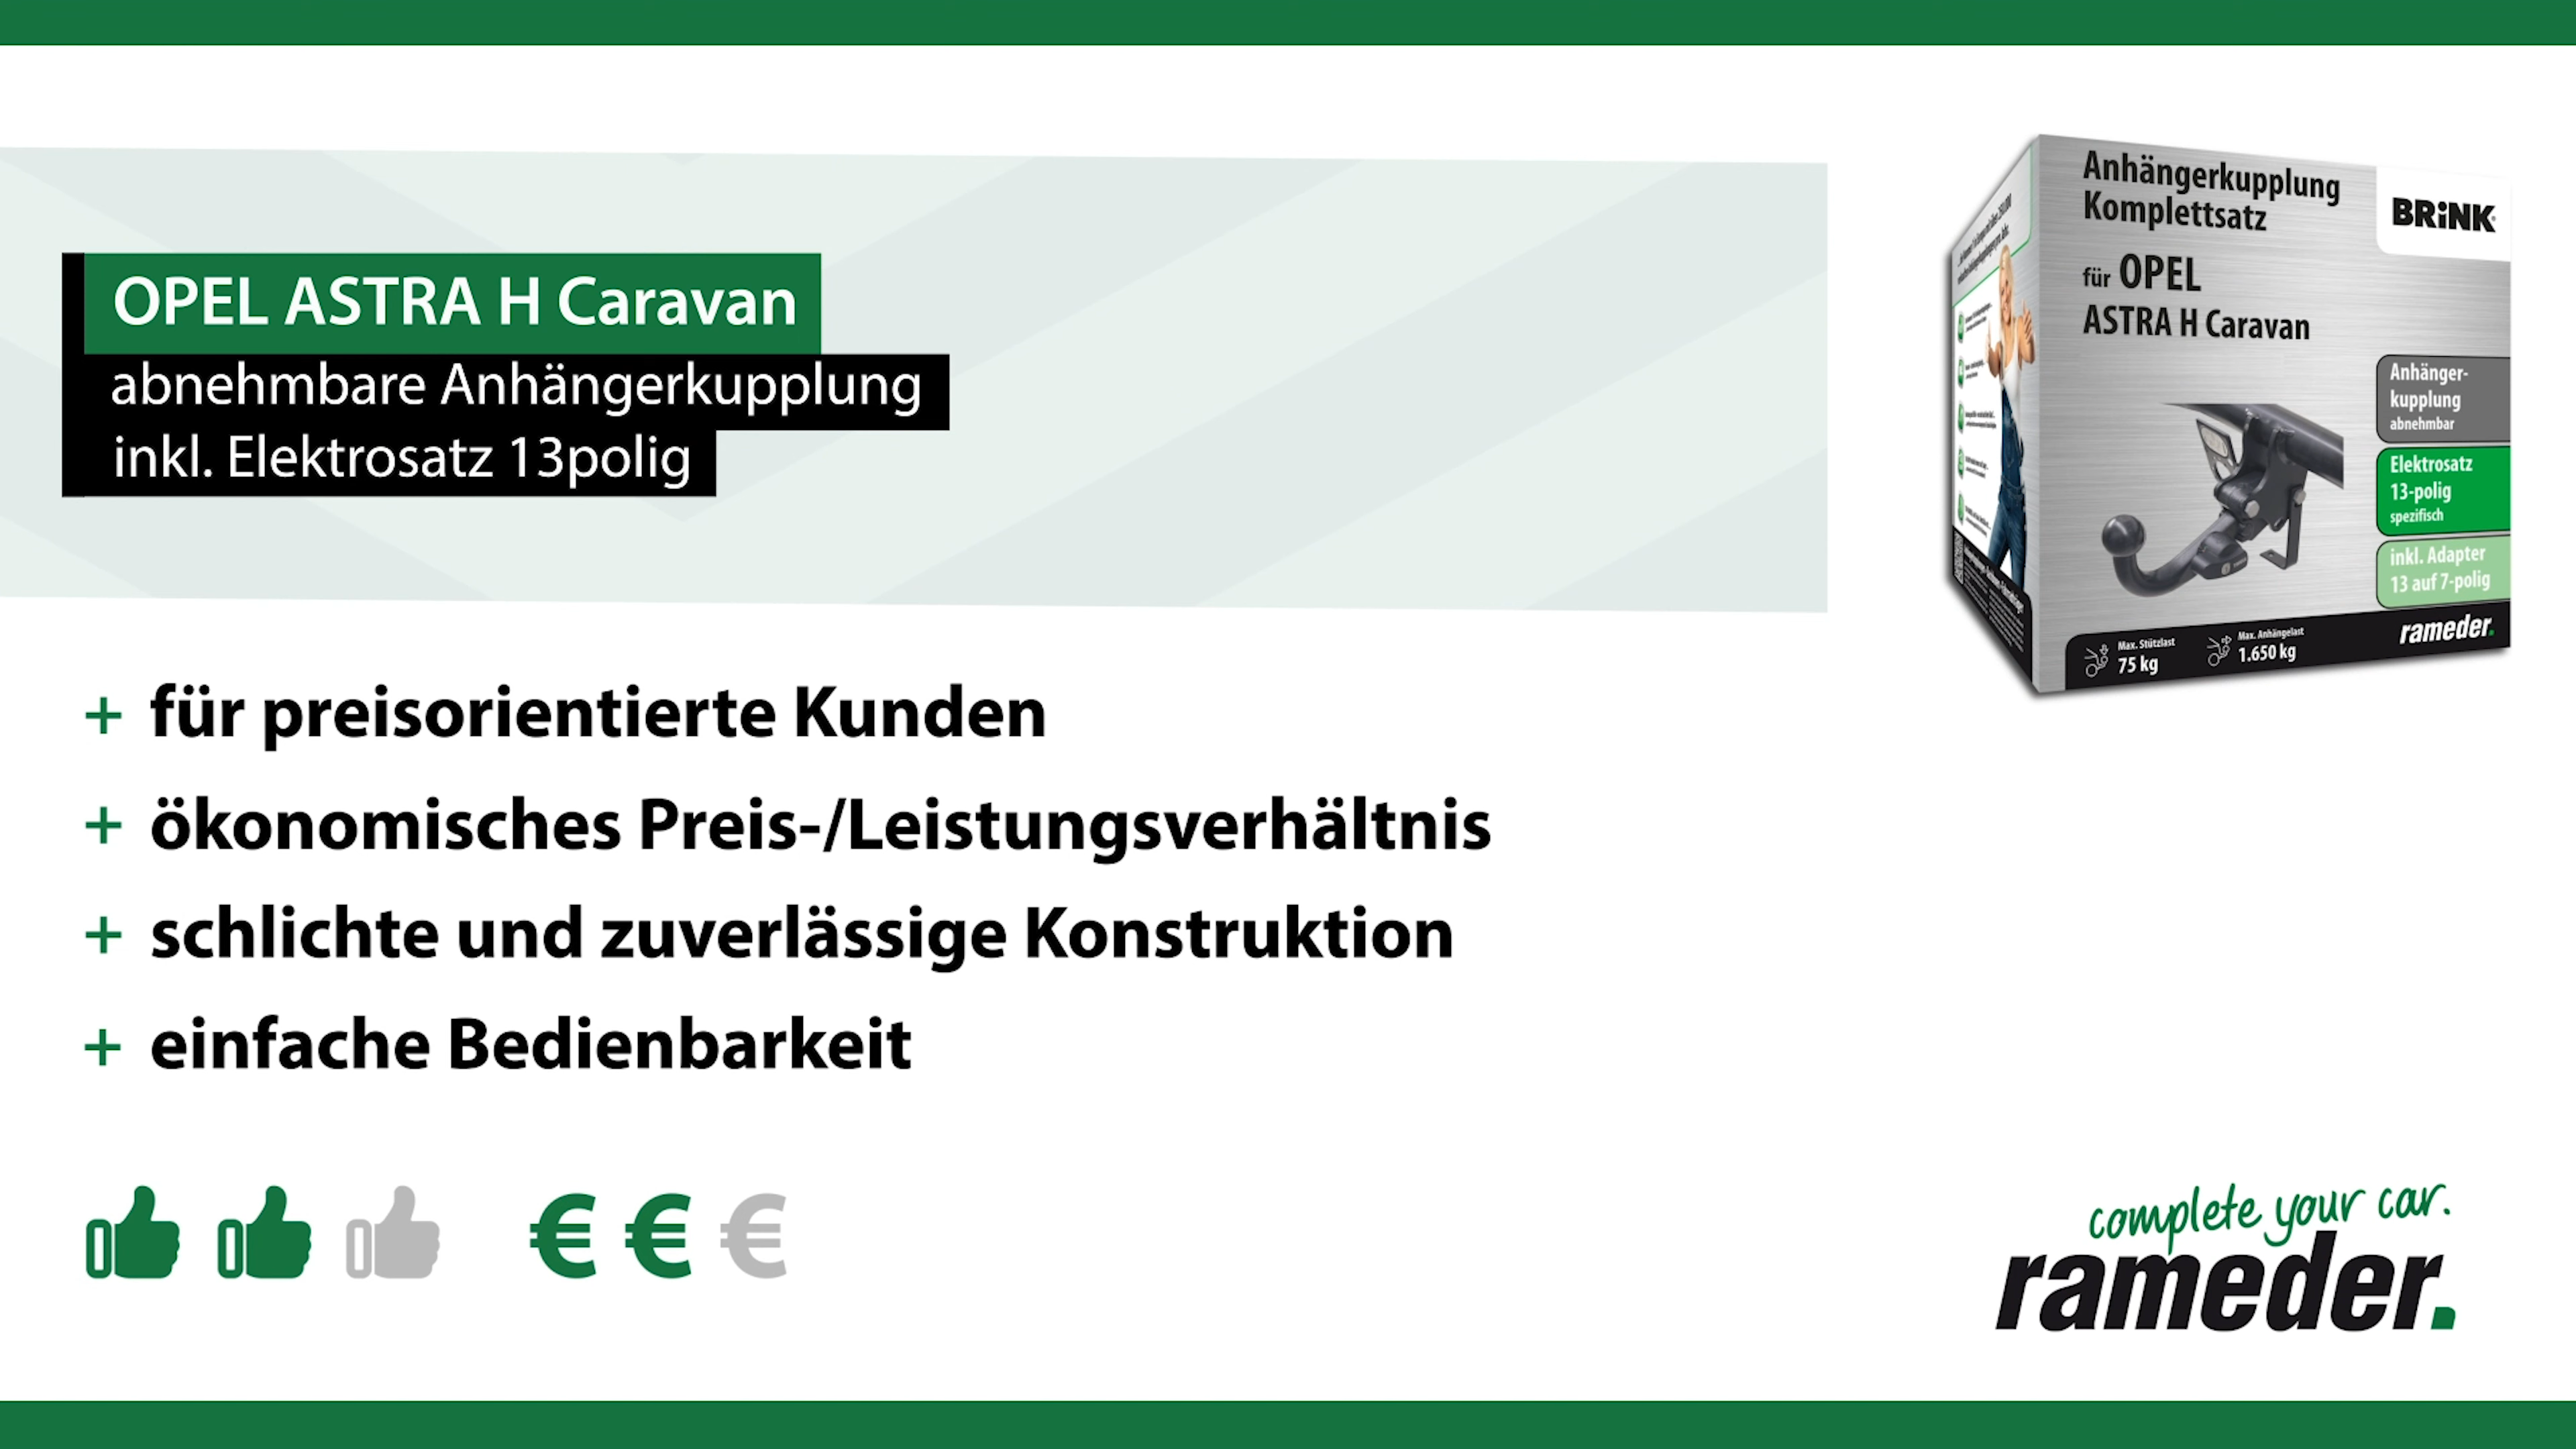 OPEL ASTRA H Caravan
abnehmbare Anhängerkupplung
inkl. Elektrosatz 13polig
Anhängerkupplung
Komplettsatz
BRiNK
für OPEL
ASTRA H Caravan
Anhänger-
kupplung
abnehmbar
Elektrosatz
13-polig
spezifisch
inkl. Adapter
13 auf 7-polig
Max. Stützlast
75 kg
Max. Anhängelast
1.650 kg
rameder.
+ für preisorientierte Kunden
+ ökonomisches Preis-/Leistungsverhältnis
+ schlichte und zuverlässige Konstruktion
+ einfache Bedienbarkeit
€ € €
complete your car.
rameder.